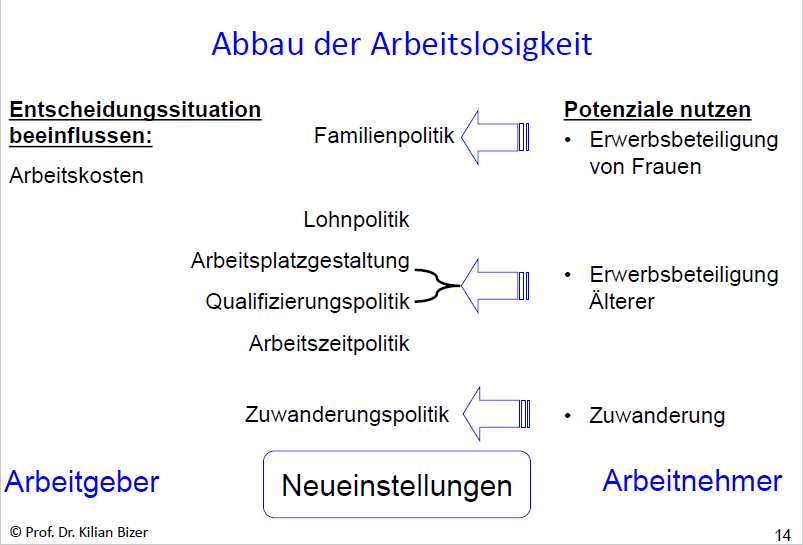 Abbau der Arbeitslosigkeit
Entscheidungssituation
beeinflussen:
Arbeitskosten
Familienpolitik
Lohnpolitik
Arbeitsplatzgestaltung
Qualifizierungspolitik
Arbeitszeitpolitik
Zuwanderungspolitik
Potenziale nutzen
• Erwerbsbeteiligung
von Frauen
• Erwerbsbeteiligung
Älterer
• Zuwanderung
Arbeitgeber
Neueinstellungen
Arbeitnehmer
© Prof. Dr. Kilian Bizer
14